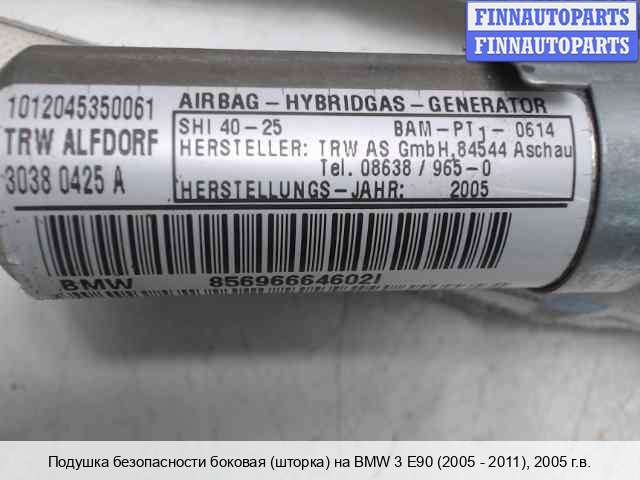 FINNAUTOPARTS
FINNAUTOPARTS
1012045350061
TRW ALFDORF
3038 0425 A
AIRBAG - HYBRIDGAS - GENERATOR
SHI 40 - 25 BAM - PT1 - 0614
HERSTELLER: TRW AS GmbH, 84544 Aschau
Tel. 08638 / 965 - 0
HERSTELLUNGS - JAHR: 2005
BMW 85696664602I
Подушка безопасности боковая (шторка) на BMW 3 E90 (2005 - 2011), 2005 г.в.